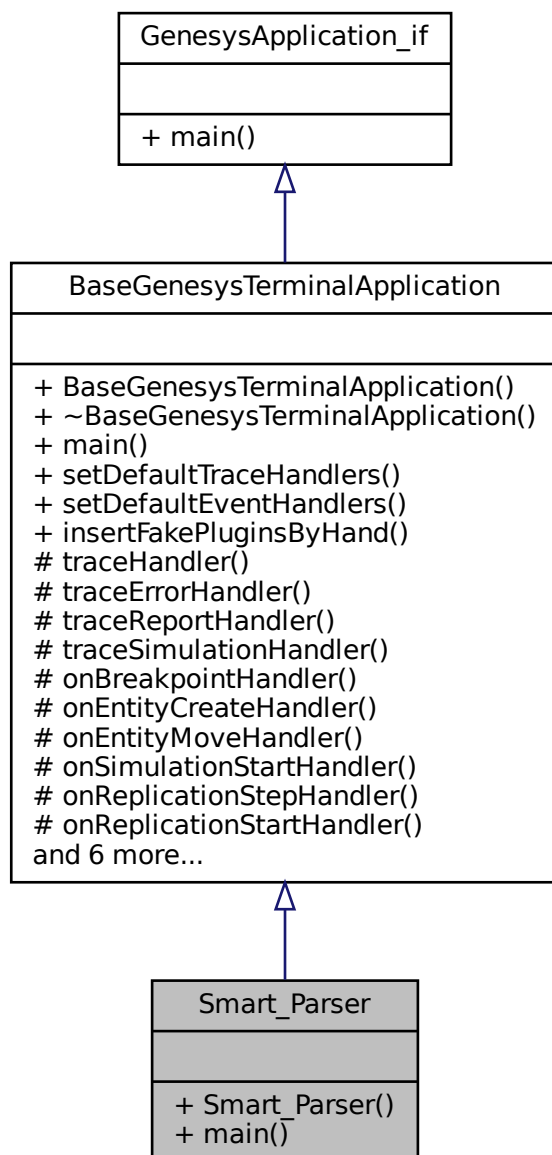 GenesysApplication_if
+ main()
BaseGenesysTerminalApplication
+ BaseGenesysTerminalApplication()
+ ~BaseGenesysTerminalApplication()
+ main()
+ setDefaultTraceHandlers()
+ setDefaultEventHandlers()
+ insertFakePluginsByHand()
# traceHandler()
# traceErrorHandler()
# traceReportHandler()
# traceSimulationHandler()
# onBreakpointHandler()
# onEntityCreateHandler()
# onEntityMoveHandler()
# onSimulationStartHandler()
# onReplicationStepHandler()
# onReplicationStartHandler()
and 6 more...
Smart_Parser
+ Smart_Parser()
+ main()